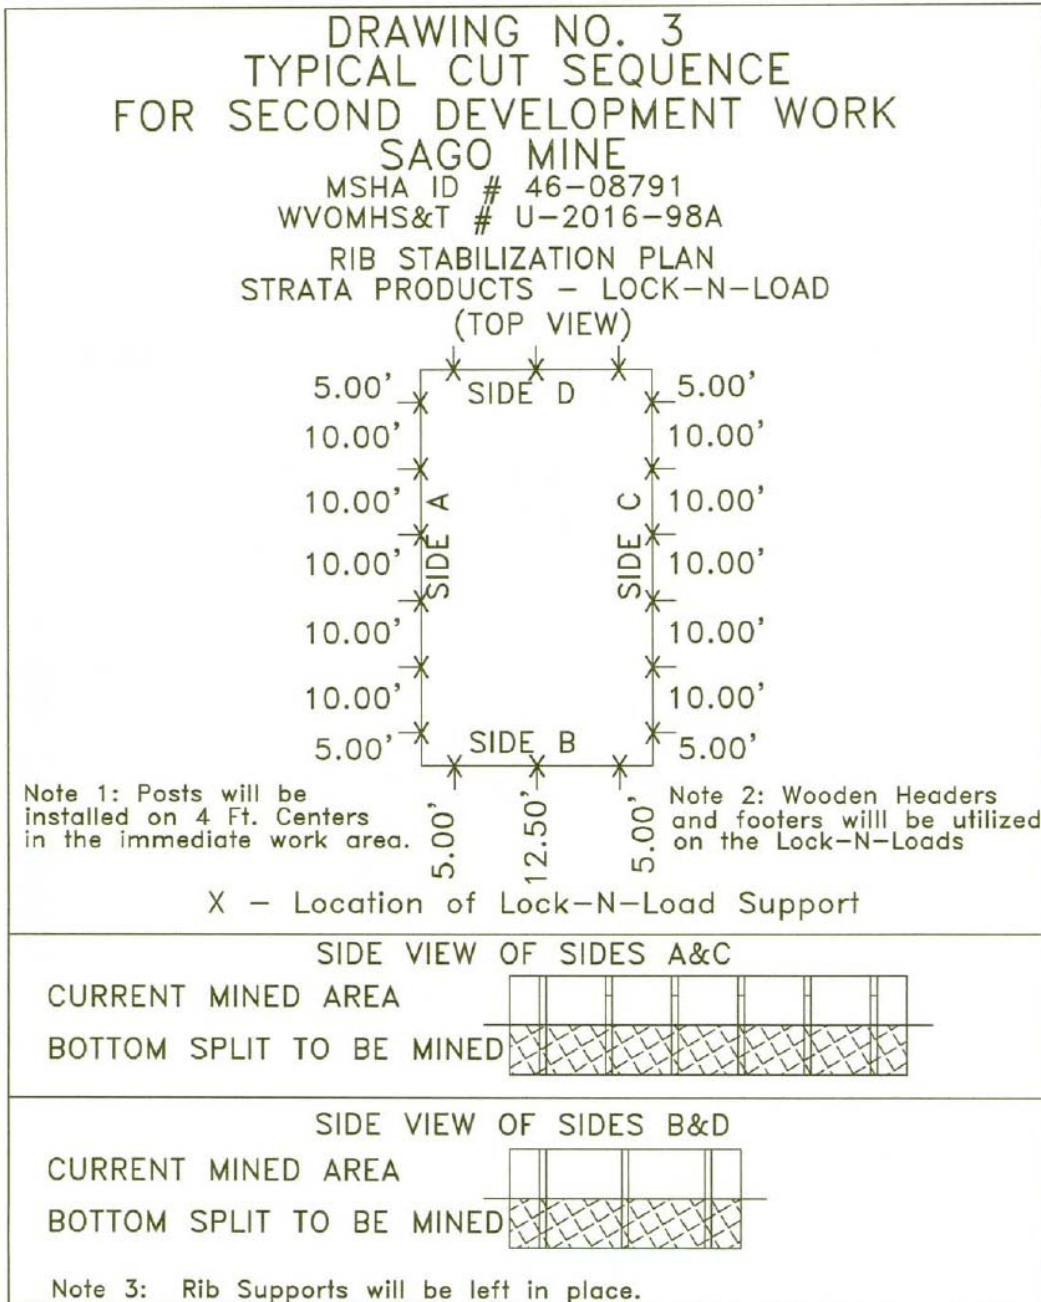 DRAWING NO. 3
TYPICAL CUT SEQUENCE
FOR SECOND DEVELOPMENT WORK
SAGO MINE
MSHA ID # 46-08791
WVOMHS&T # U-2016-98A
RIB STABILIZATION PLAN
STRATA PRODUCTS - LOCK-N-LOAD
(TOP VIEW)
SIDE D
5.00'
10.00'
10.00'
10.00'
10.00'
10.00'
5.00'
SIDE A
SIDE C
5.00'
10.00'
10.00'
10.00'
10.00'
10.00'
5.00'
SIDE B
5.00'
12.50'
5.00'
Note 1: Posts will be
installed on 4 Ft. Centers
in the immediate work area.
Note 2: Wooden Headers
and footers willl be utilized
on the Lock-N-Loads
X - Location of Lock-N-Load Support
SIDE VIEW OF SIDES A&C
CURRENT MINED AREA
BOTTOM SPLIT TO BE MINED
SIDE VIEW OF SIDES B&D
CURRENT MINED AREA
BOTTOM SPLIT TO BE MINED
Note 3: Rib Supports will be left in place.